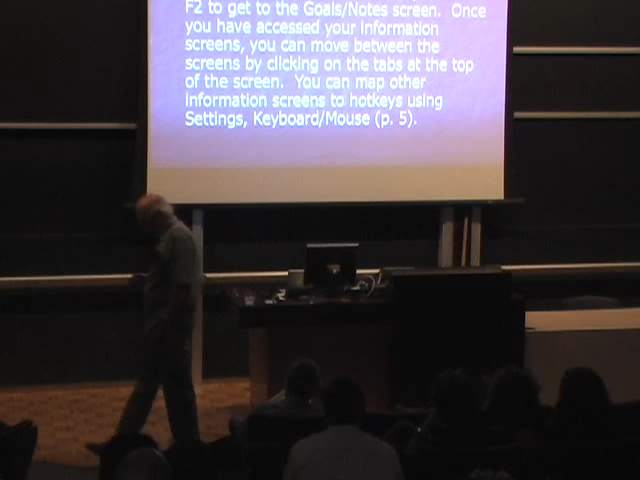 F2 to get to the Goals/Notes screen. Once
you have accessed your information
screens, you can move between the
screens by clicking on the tabs at the top
of the screen. You can map other
information screens to hotkeys using
Settings, Keyboard/Mouse (p. 5).